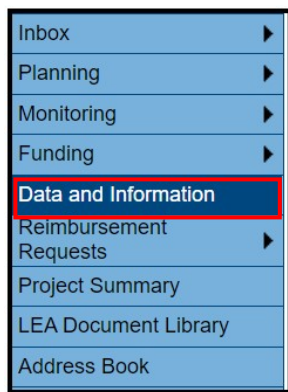 Inbox
Planning
Monitoring
Funding
Data and Information
Reimbursement
Requests
Project Summary
LEA Document Library
Address Book